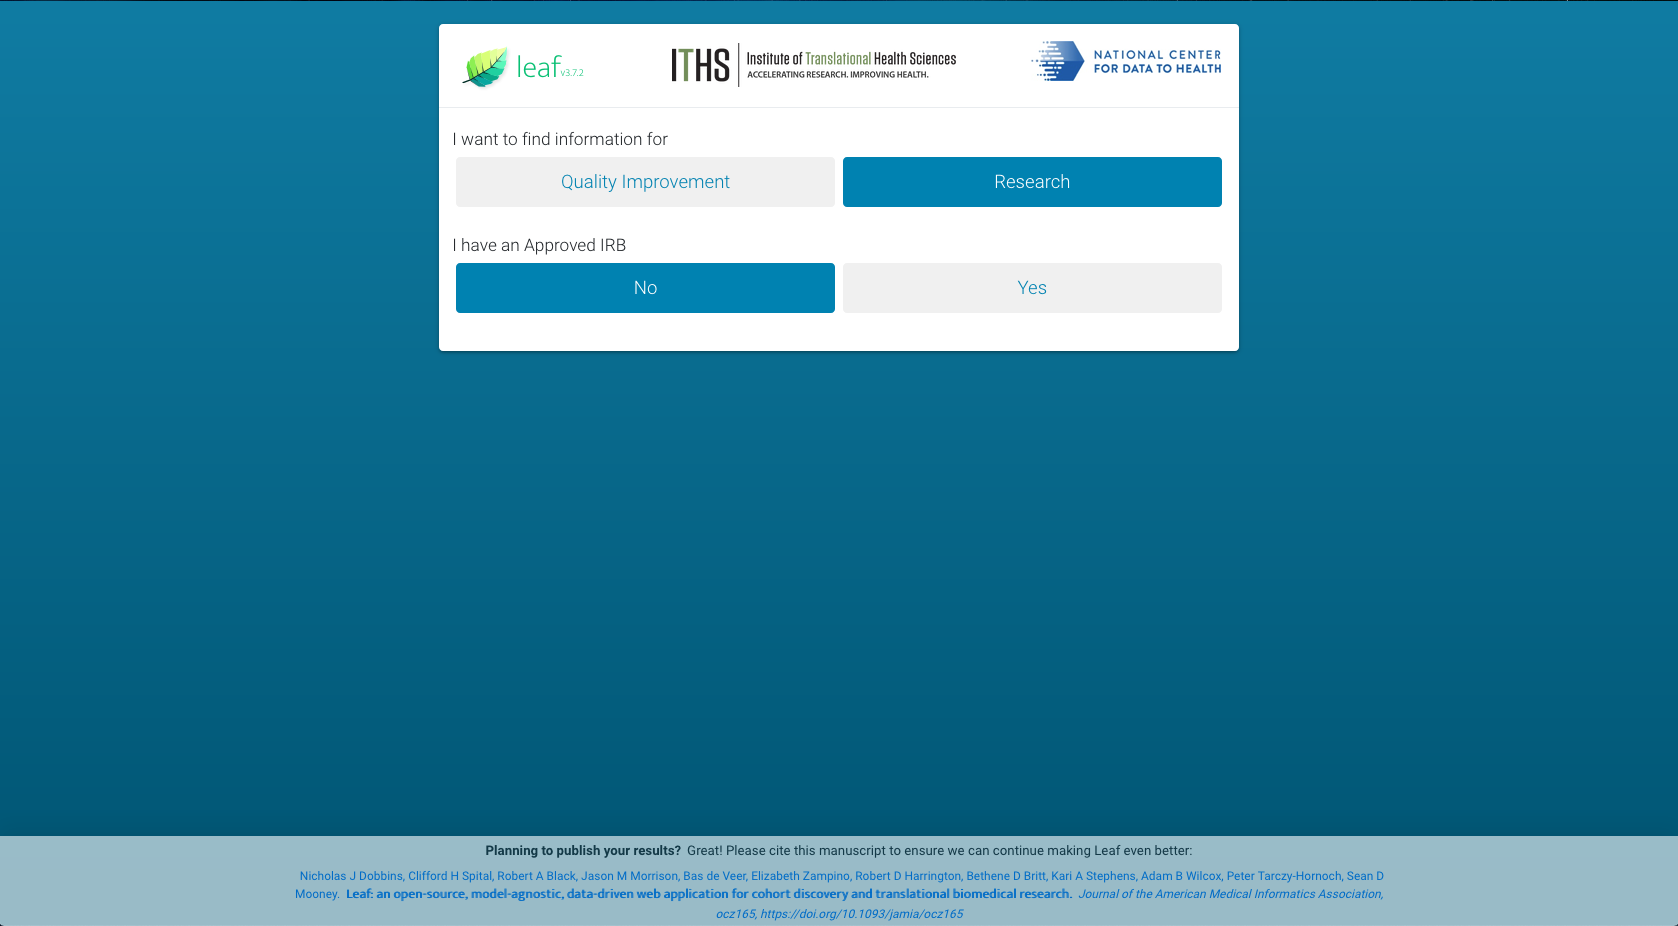 leaf v3.7.2
ITHS Institute of Translational Health Sciences
ACCELERATING RESEARCH. IMPROVING HEALTH.
NATIONAL CENTER
FOR DATA TO HEALTH
I want to find information for
Quality Improvement
Research
I have an Approved IRB
No
Yes
Planning to publish your results? Great! Please cite this manuscript to ensure we can continue making Leaf even better:
Nicholas J Dobbins, Clifford H Spital, Robert A Black, Jason M Morrison, Bas de Veer, Elizabeth Zampino, Robert D Harrington, Bethene D Britt, Kari A Stephens, Adam B Wilcox, Peter Tarczy-Hornoch, Sean D
Mooney. Leaf: an open-source, model-agnostic, data-driven web application for cohort discovery and translational biomedical research. Journal of the American Medical Informatics Association,
ocz165, https://doi.org/10.1093/jamia/ocz165